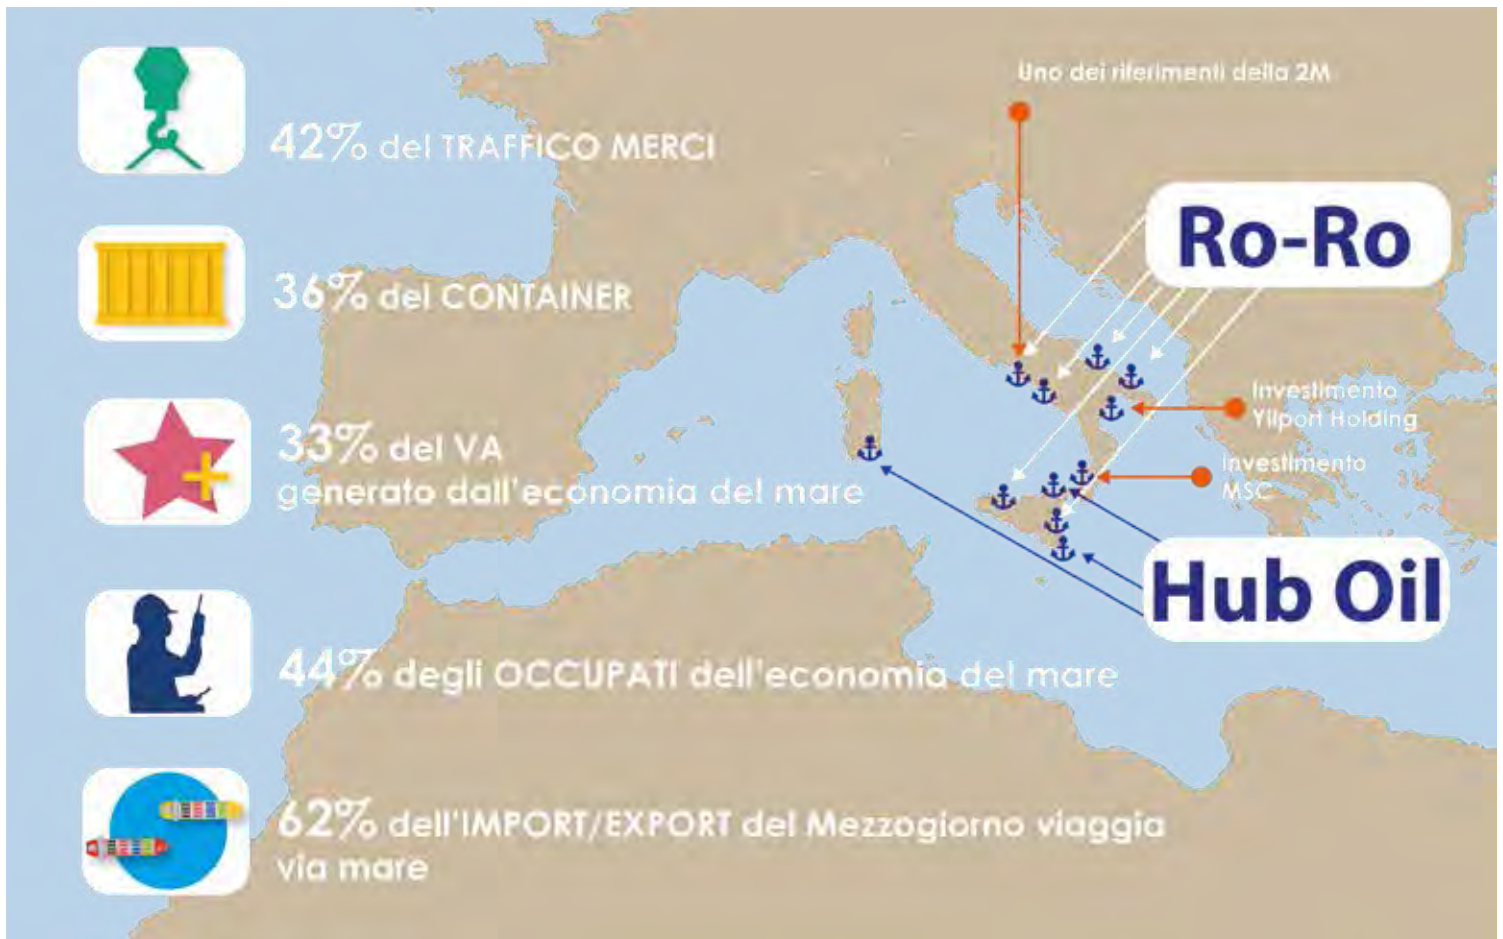 42% del TRAFFICO MERCI
36% del CONTAINER
33% del VA
generato dall'economia del mare
44% degli OCCUPATI dell'economia del mare
62% dell'IMPORT/EXPORT del Mezzogiorno viaggia
via mare
Uno dei riferimenti della 2M
Ro-Ro
Investimento
Yilport Holding
Investimento
MSC
Hub Oil